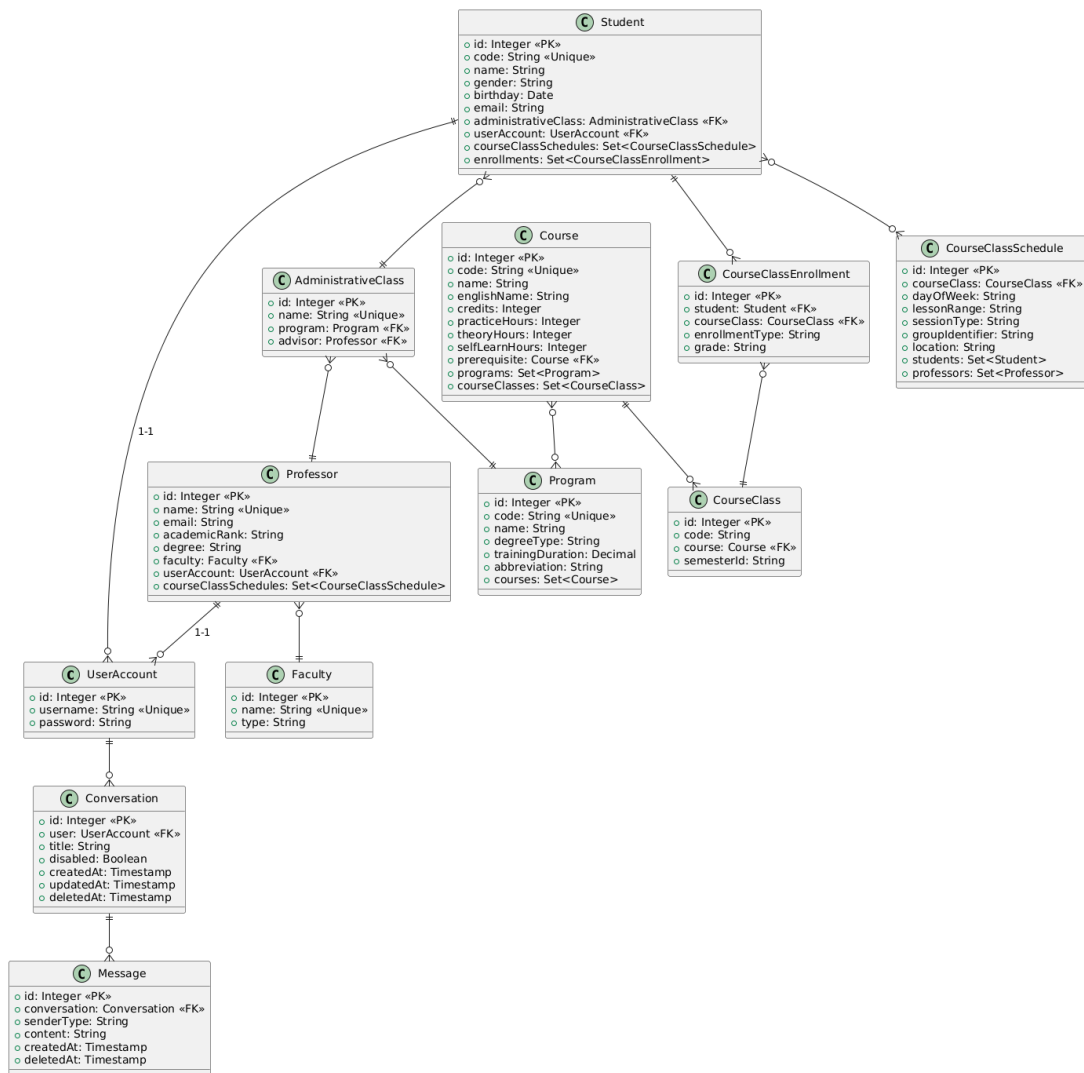 C Student
id: Integer «PK»
code: String «Unique»
name: String
gender: String
birthday: Date
email: String
administrativeClass: AdministrativeClass «FK»
userAccount: UserAccount «FK»
courseClassSchedules: Set<CourseClassSchedule>
enrollments: Set<CourseClassEnrollment>
C Course
id: Integer «PK»
code: String «Unique»
name: String
englishName: String
credits: Integer
practiceHours: Integer
theoryHours: Integer
selfLearnHours: Integer
prerequisite: Course «FK»
programs: Set<Program>
courseClasses: Set<CourseClass>
C CourseClassSchedule
id: Integer «PK»
courseClass: CourseClass «FK»
dayOfWeek: String
lessonRange: String
sessionType: String
groupIdentifier: String
location: String
students: Set<Student>
professors: Set<Professor>
C AdministrativeClass
id: Integer «PK»
name: String «Unique»
program: Program «FK»
advisor: Professor «FK»
C CourseClassEnrollment
id: Integer «PK»
student: Student «FK»
courseClass: CourseClass «FK»
enrollmentType: String
grade: String
1-1
C Professor
id: Integer «PK»
name: String «Unique»
email: String
academicRank: String
degree: String
faculty: Faculty «FK»
userAccount: UserAccount «FK»
courseClassSchedules: Set<CourseClassSchedule>
C Program
id: Integer «PK»
code: String «Unique»
name: String
degreeType: String
trainingDuration: Decimal
abbreviation: String
courses: Set<Course>
C CourseClass
id: Integer «PK»
code: String
course: Course «FK»
semesterId: String
1-1
C UserAccount
id: Integer «PK»
username: String «Unique»
password: String
C Faculty
id: Integer «PK»
name: String «Unique»
type: String
C Conversation
id: Integer «PK»
user: UserAccount «FK»
title: String
disabled: Boolean
createdAt: Timestamp
updatedAt: Timestamp
deletedAt: Timestamp
C Message
id: Integer «PK»
conversation: Conversation «FK»
senderType: String
content: String
createdAt: Timestamp
deletedAt: Timestamp